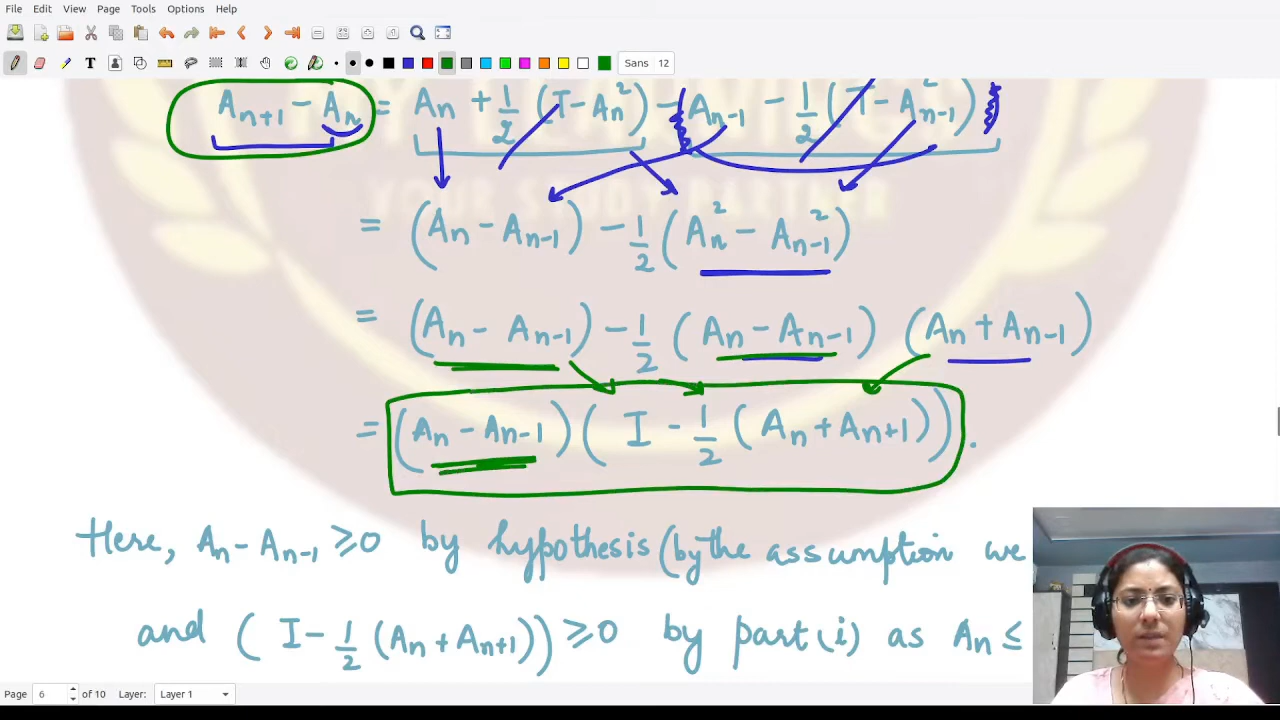 File Edit View Page Tools Options Help
Sans 12
Aₙ₊₁ − Aₙ = Aₙ + 1/2 (I − Aₙ²) − (Aₙ₋₁ − 1/2 (I − Aₙ₋₁²)
= (Aₙ − Aₙ₋₁) − 1/2 (Aₙ² − Aₙ₋₁²)
= (Aₙ − Aₙ₋₁) − 1/2 (Aₙ − Aₙ₋₁) (Aₙ + Aₙ₋₁)
= (Aₙ − Aₙ₋₁) (I − 1/2 (Aₙ + Aₙ₊₁)).
Here, Aₙ − Aₙ₋₁ ⩾ 0 by hypothesis (by the assumption we
and (I − 1/2 (Aₙ + Aₙ₊₁)) ⩾ 0 by part (i) as Aₙ ≤
Page 6 of 10 Layer: Layer 1